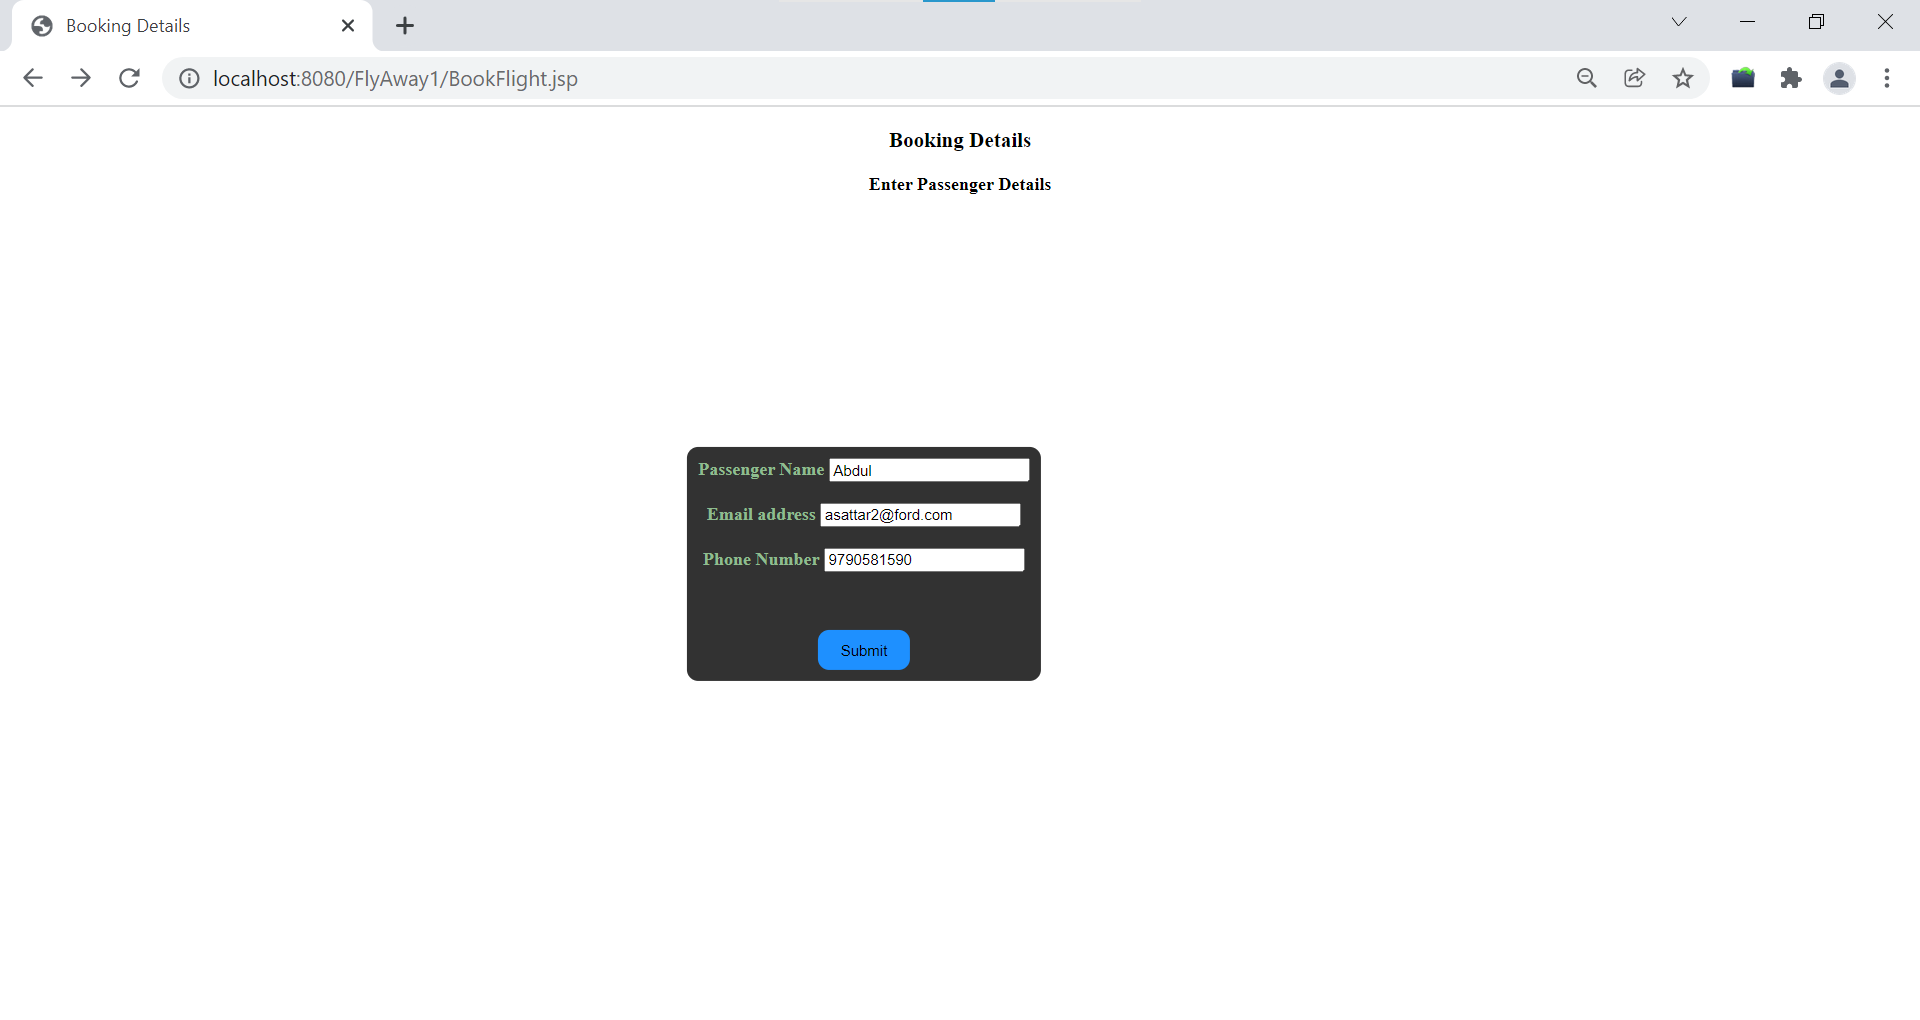 Booking Details
localhost:8080/FlyAway1/BookFlight.jsp
Booking Details
Enter Passenger Details
Passenger Name Abdul
Email address asattar2@ford.com
Phone Number 9790581590
Submit